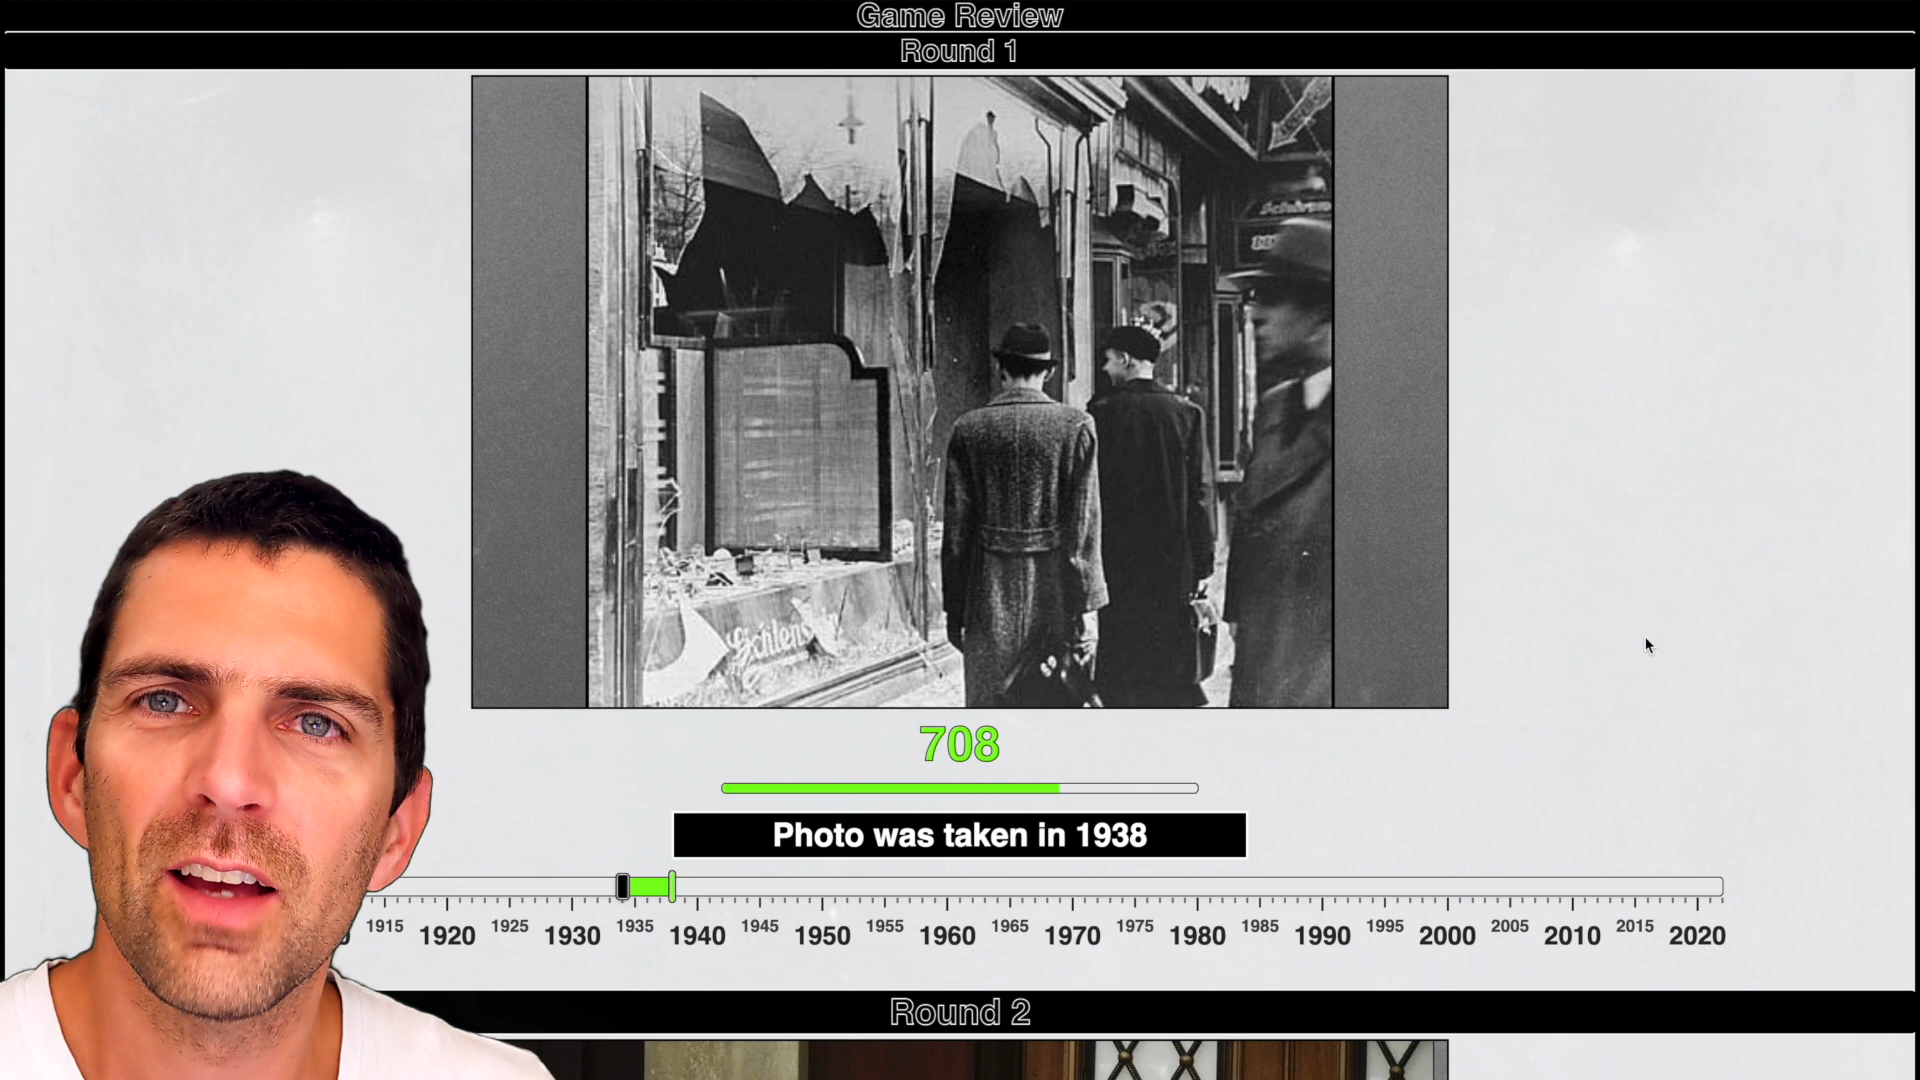 Game Review
Round 1
708
Photo was taken in 1938
1915 1920 1925 1930 1935 1940 1945 1950 1955 1960 1965 1970 1975 1980 1985 1990 1995 2000 2005 2010 2015 2020
Round 2